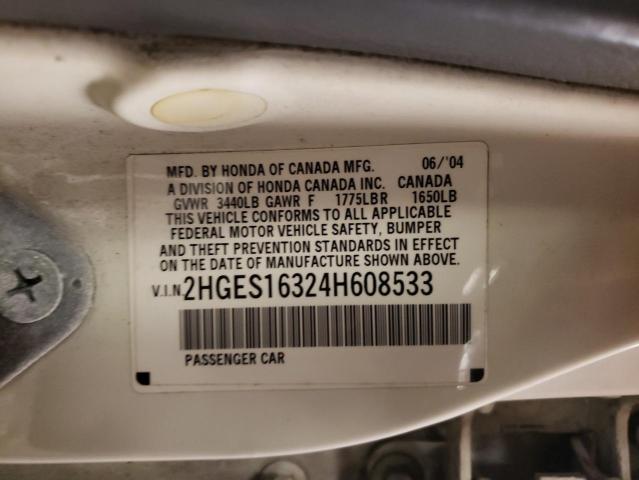 MFD. BY HONDA OF CANADA MFG. 06/'04
A DIVISION OF HONDA CANADA INC. CANADA
GVWR 3440LB GAWR F 1775LBR 1650LB
THIS VEHICLE CONFORMS TO ALL APPLICABLE
FEDERAL MOTOR VEHICLE SAFETY, BUMPER
AND THEFT PREVENTION STANDARDS IN EFFECT
ON THE DATE OF MANUFACTURE SHOWN ABOVE.
V.I.N 2HGES16324H608533
PASSENGER CAR